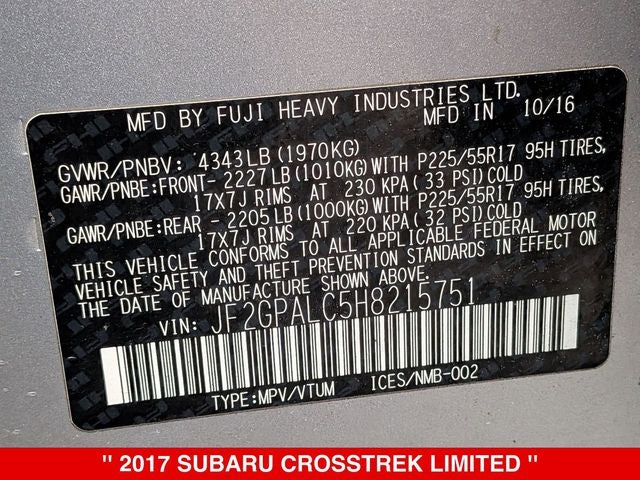 MFD BY FUJI HEAVY INDUSTRIES LTD.
MFD IN 10/16
GVWR/PNBV: 4343LB (1970KG)
GAWR/PNBE:FRONT-2227LB(1010KG)WITH P225/55R17 95H TIRES,
17X7J RIMS AT 230 KPA(33 PSI)COLD
GAWR/PNBE:REAR -2205LB(1000KG)WITH P225/55R17 95H TIRES,
17X7J RIMS AT 220 KPA(32 PSI)COLD
THIS VEHICLE CONFORMS TO ALL APPLICABLE FEDERAL MOTOR
VEHICLE SAFETY AND THEFT PREVENTION STANDARDS IN EFFECT ON
THE DATE OF MANUFACTURE SHOWN ABOVE.
VIN: JF2GPALC5H8215751
TYPE:MPV/VTUM ICES/NMB-002
" 2017 SUBARU CROSSTREK LIMITED "